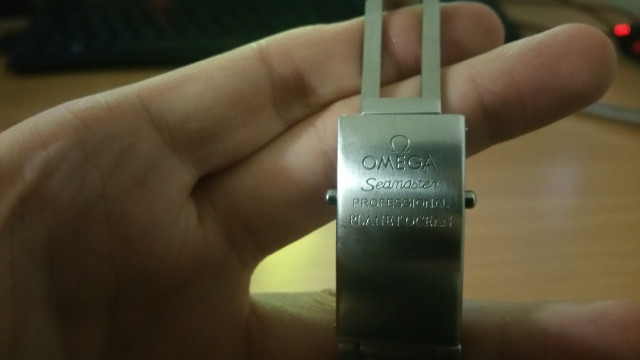 OMEGA
Seamaster
PROFESSIONAL
PLANET OCEAN